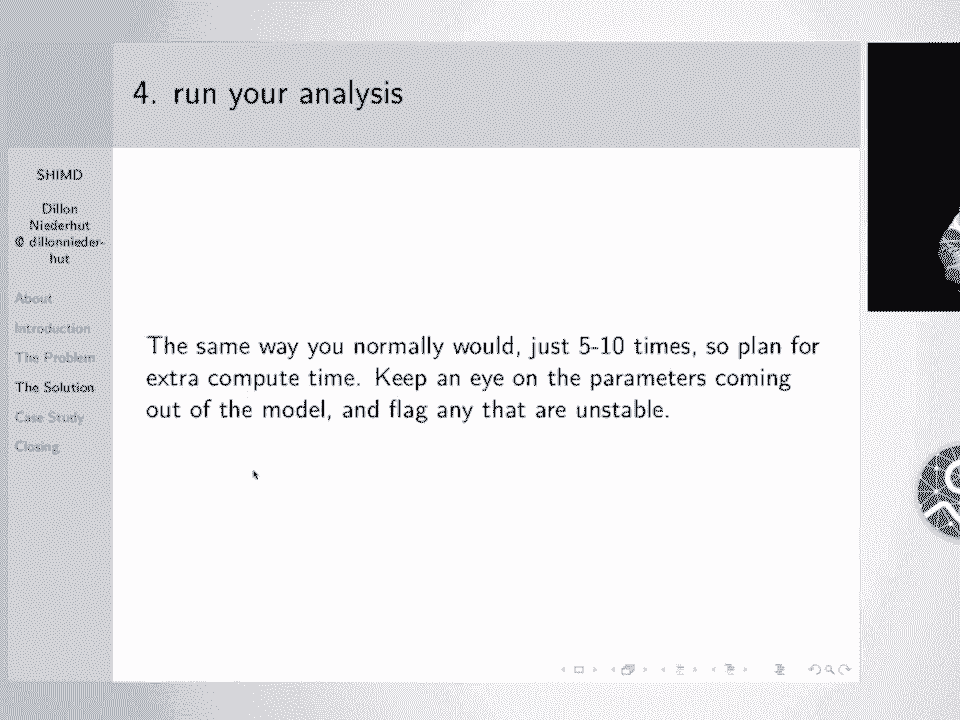 4. run your analysis
SHIMD
Dillon
Niederhut
@ dillonnieder-
hut
About
Introduction
The Problem
The Solution
Case Study
Closing
The same way you normally would, just 5-10 times, so plan for
extra compute time. Keep an eye on the parameters coming
out of the model, and flag any that are unstable.